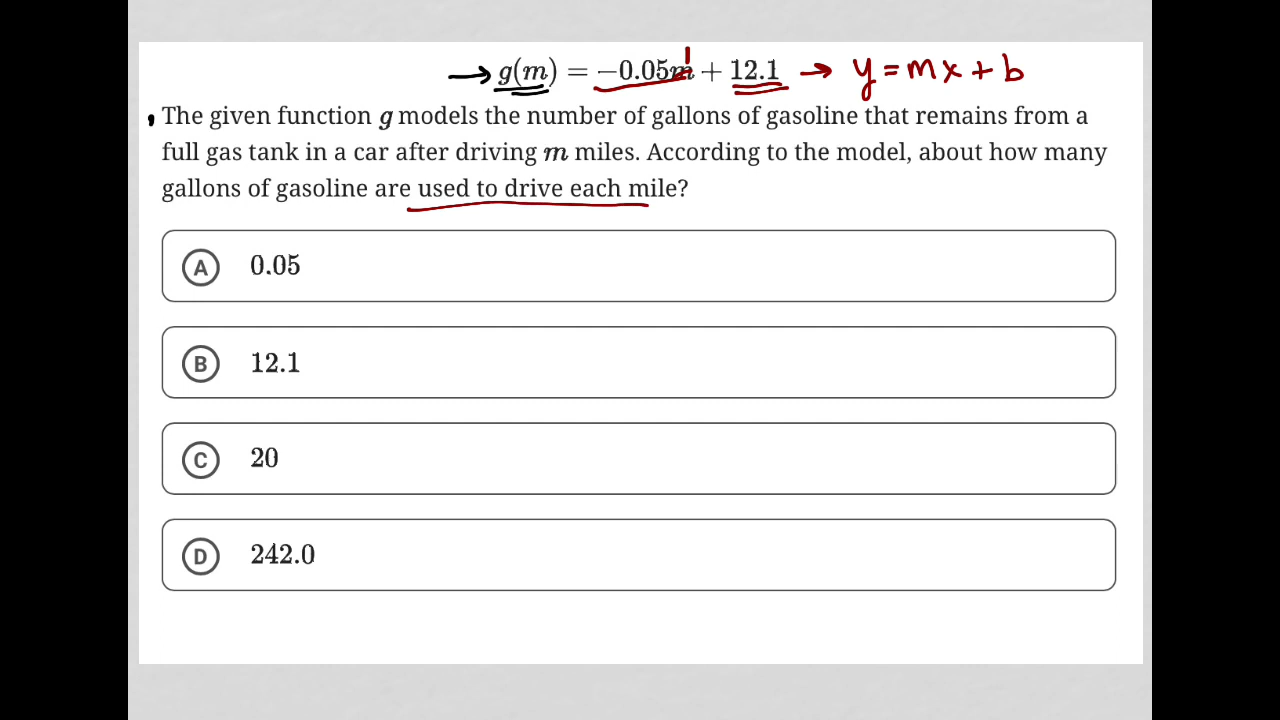 g(m) = −0.05m + 12.1 → y = mx + b
1
The given function g models the number of gallons of gasoline that remains from a
full gas tank in a car after driving m miles. According to the model, about how many
gallons of gasoline are used to drive each mile?
A 0.05
B 12.1
C 20
D 242.0